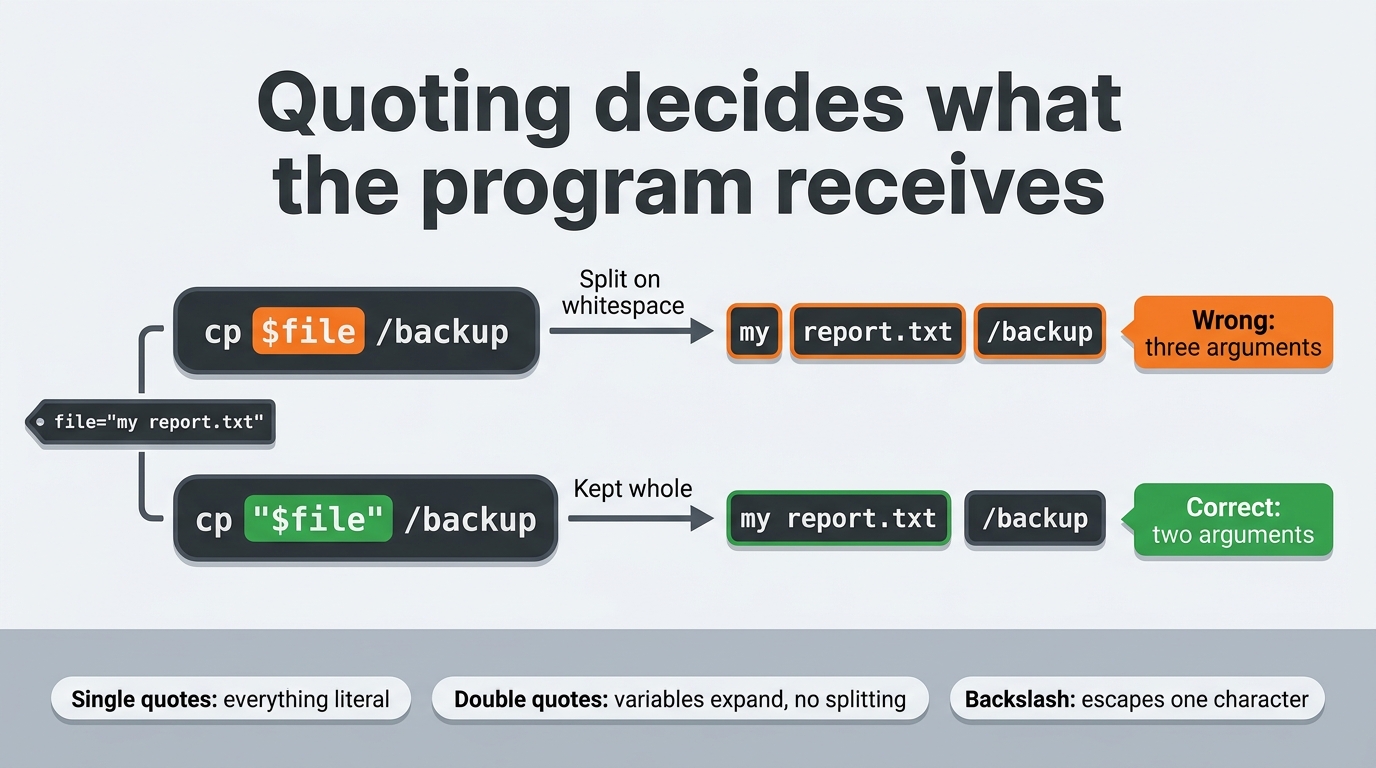 Quoting decides what
the program receives
Split on
whitespace
cp $file /backup
my report.txt /backup
Wrong:
three arguments
file="my report.txt"
Kept whole
cp "$file" /backup
my report.txt /backup
Correct:
two arguments
Single quotes: everything literal
Double quotes: variables expand, no splitting
Backslash: escapes one character